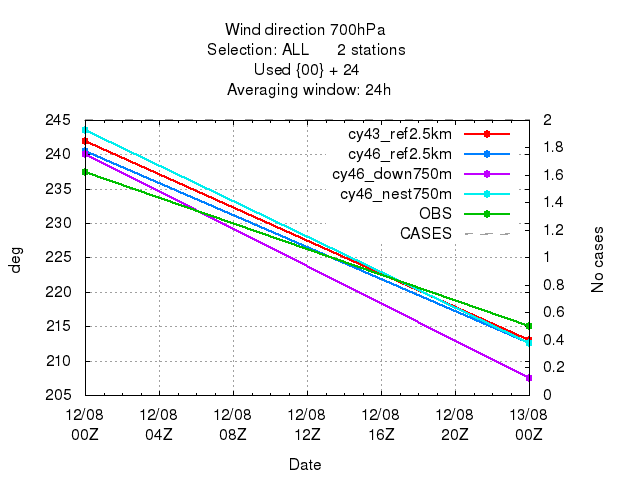 Wind direction 700hPa
Selection: ALL 2 stations
Used {00} + 24
Averaging window: 24h
245
240
235
230
225
220
215
210
205
deg
2
1.8
1.6
1.4
1.2
1
0.8
0.6
0.4
0.2
0
No cases
cy43_ref2.5km
cy46_ref2.5km
cy46_down750m
cy46_nest750m
OBS
CASES
12/08 12/08 12/08 12/08 12/08 12/08 13/08
00Z 04Z 08Z 12Z 16Z 20Z 00Z
Date